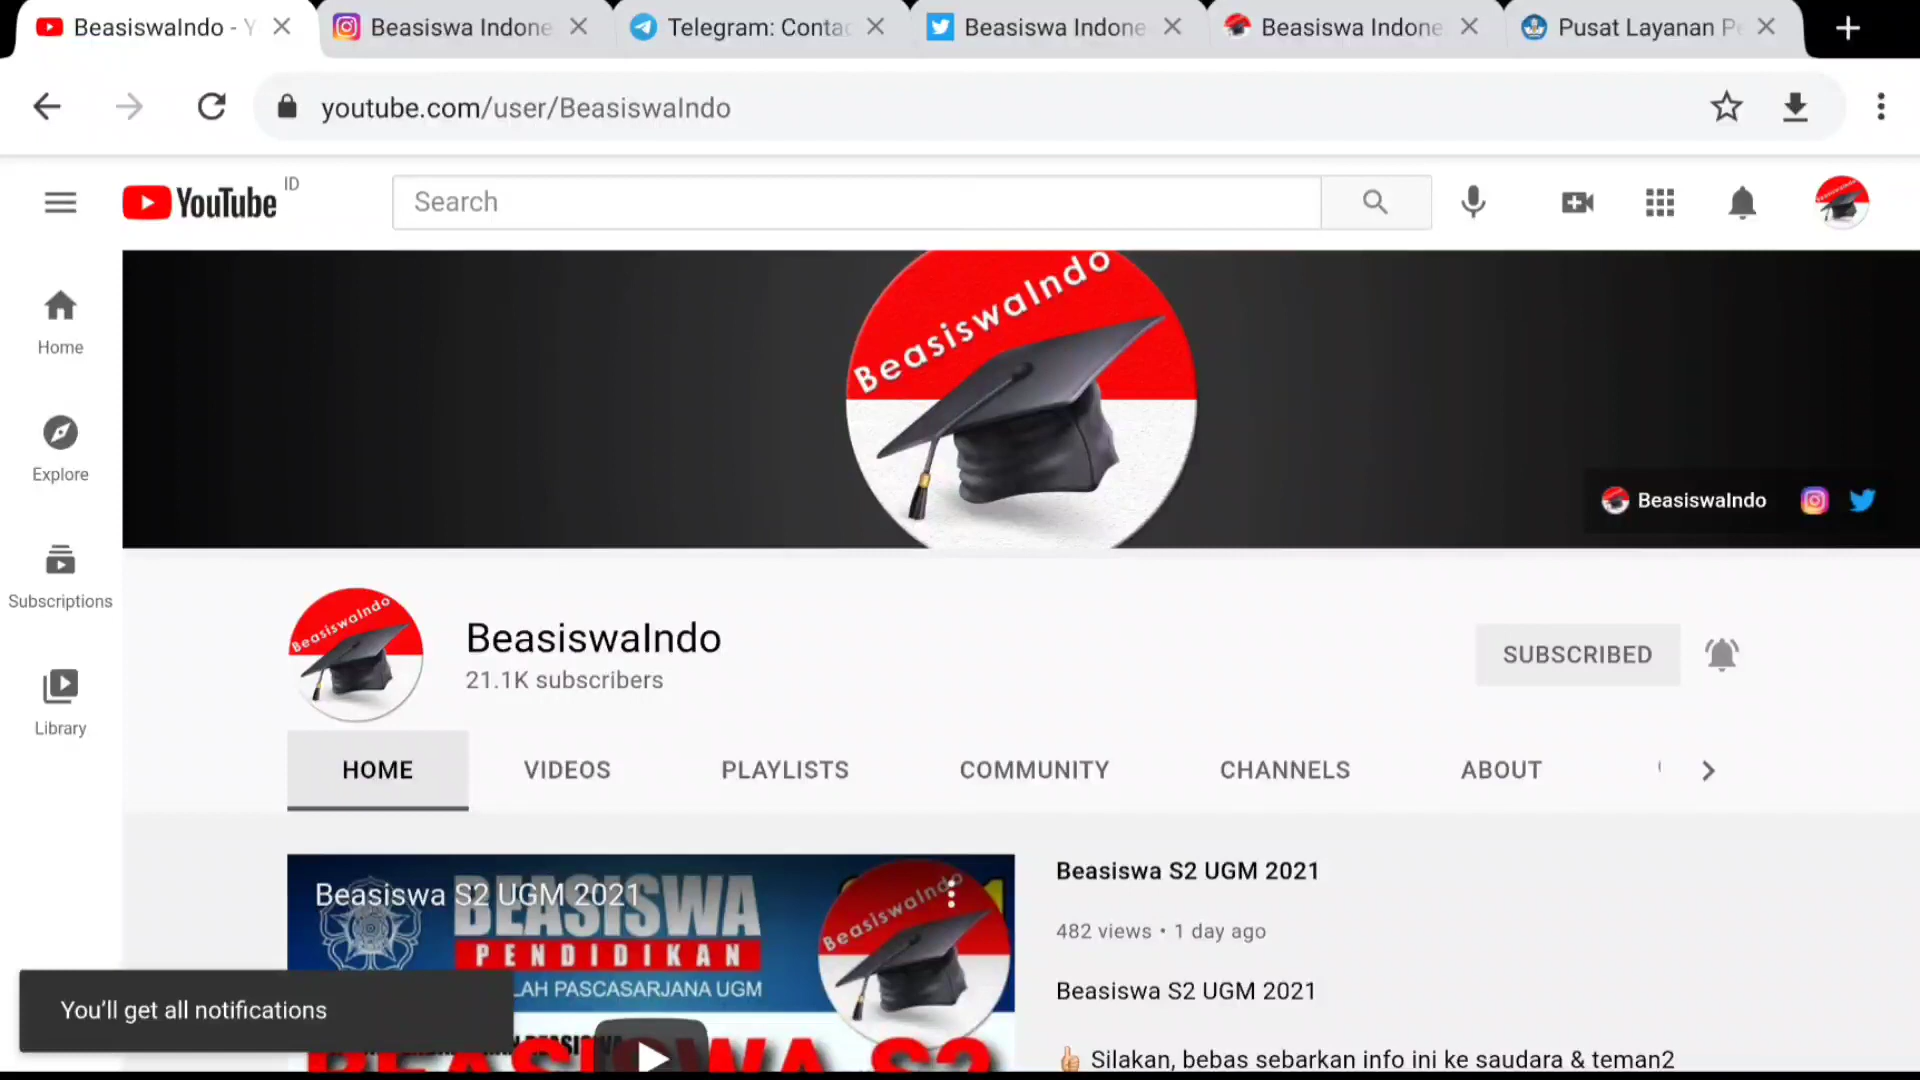 BeasiswaIndo - Y
Beasiswa Indone
Telegram: Contac
Beasiswa Indone
Beasiswa Indone
Pusat Layanan Pe
youtube.com/user/BeasiswaIndo
YouTube ID
Search
BeasiswaIndo
BeasiswaIndo
Home
Explore
Subscriptions
Library
BeasiswaIndo
BeasiswaIndo
21.1K subscribers
SUBSCRIBED
HOME VIDEOS PLAYLISTS COMMUNITY CHANNELS ABOUT
Beasiswa S2 UGM 2021
BEASISWA
PENDIDIKAN
LAH PASCASARJANA UGM
BeasiswaIndo
BEASISWA S2
Beasiswa S2 UGM 2021
482 views • 1 day ago
Beasiswa S2 UGM 2021
👍 Silakan, bebas sebarkan info ini ke saudara & teman2
You'll get all notifications